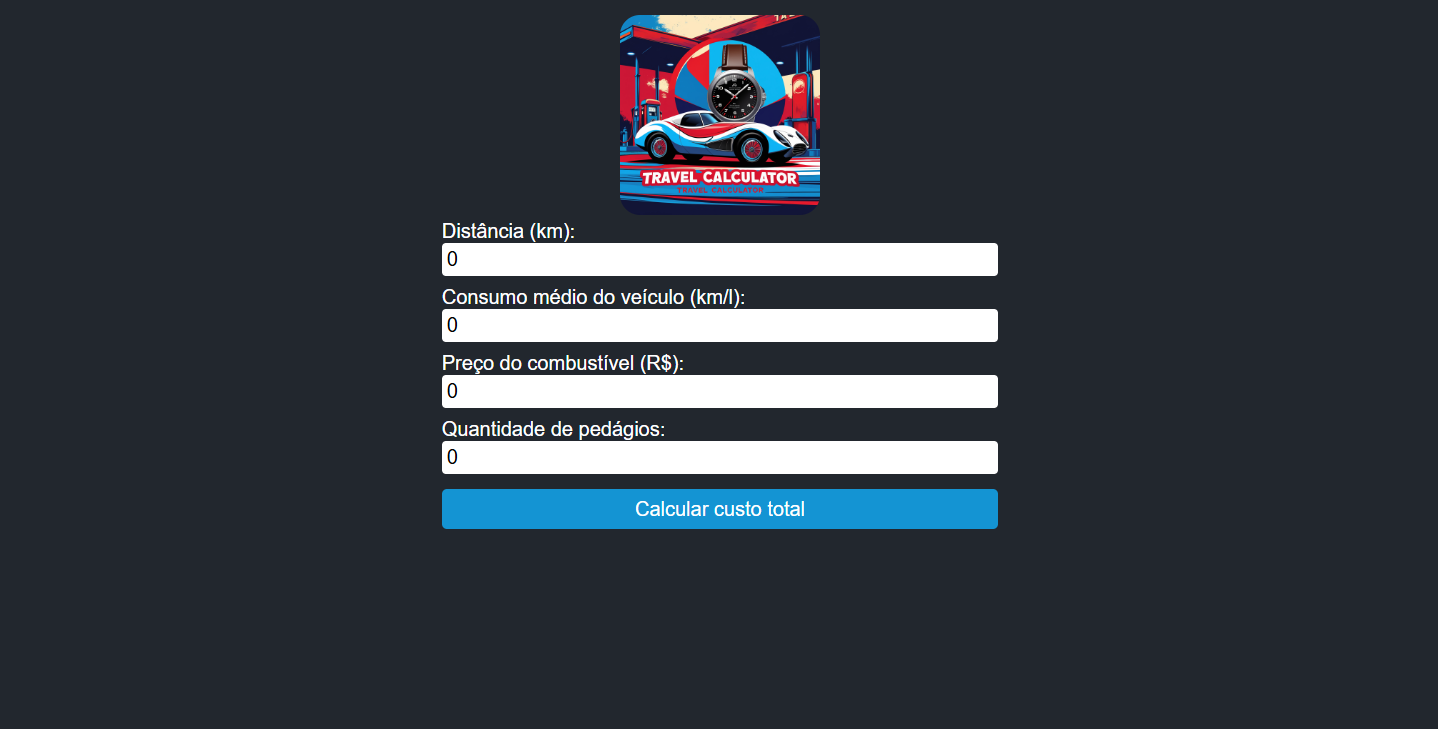 TRAVEL CALCULATOR
TRAVEL CALCULATOR
Distância (km):
0
Consumo médio do veículo (km/l):
0
Preço do combustível (R$):
0
Quantidade de pedágios:
0
Calcular custo total